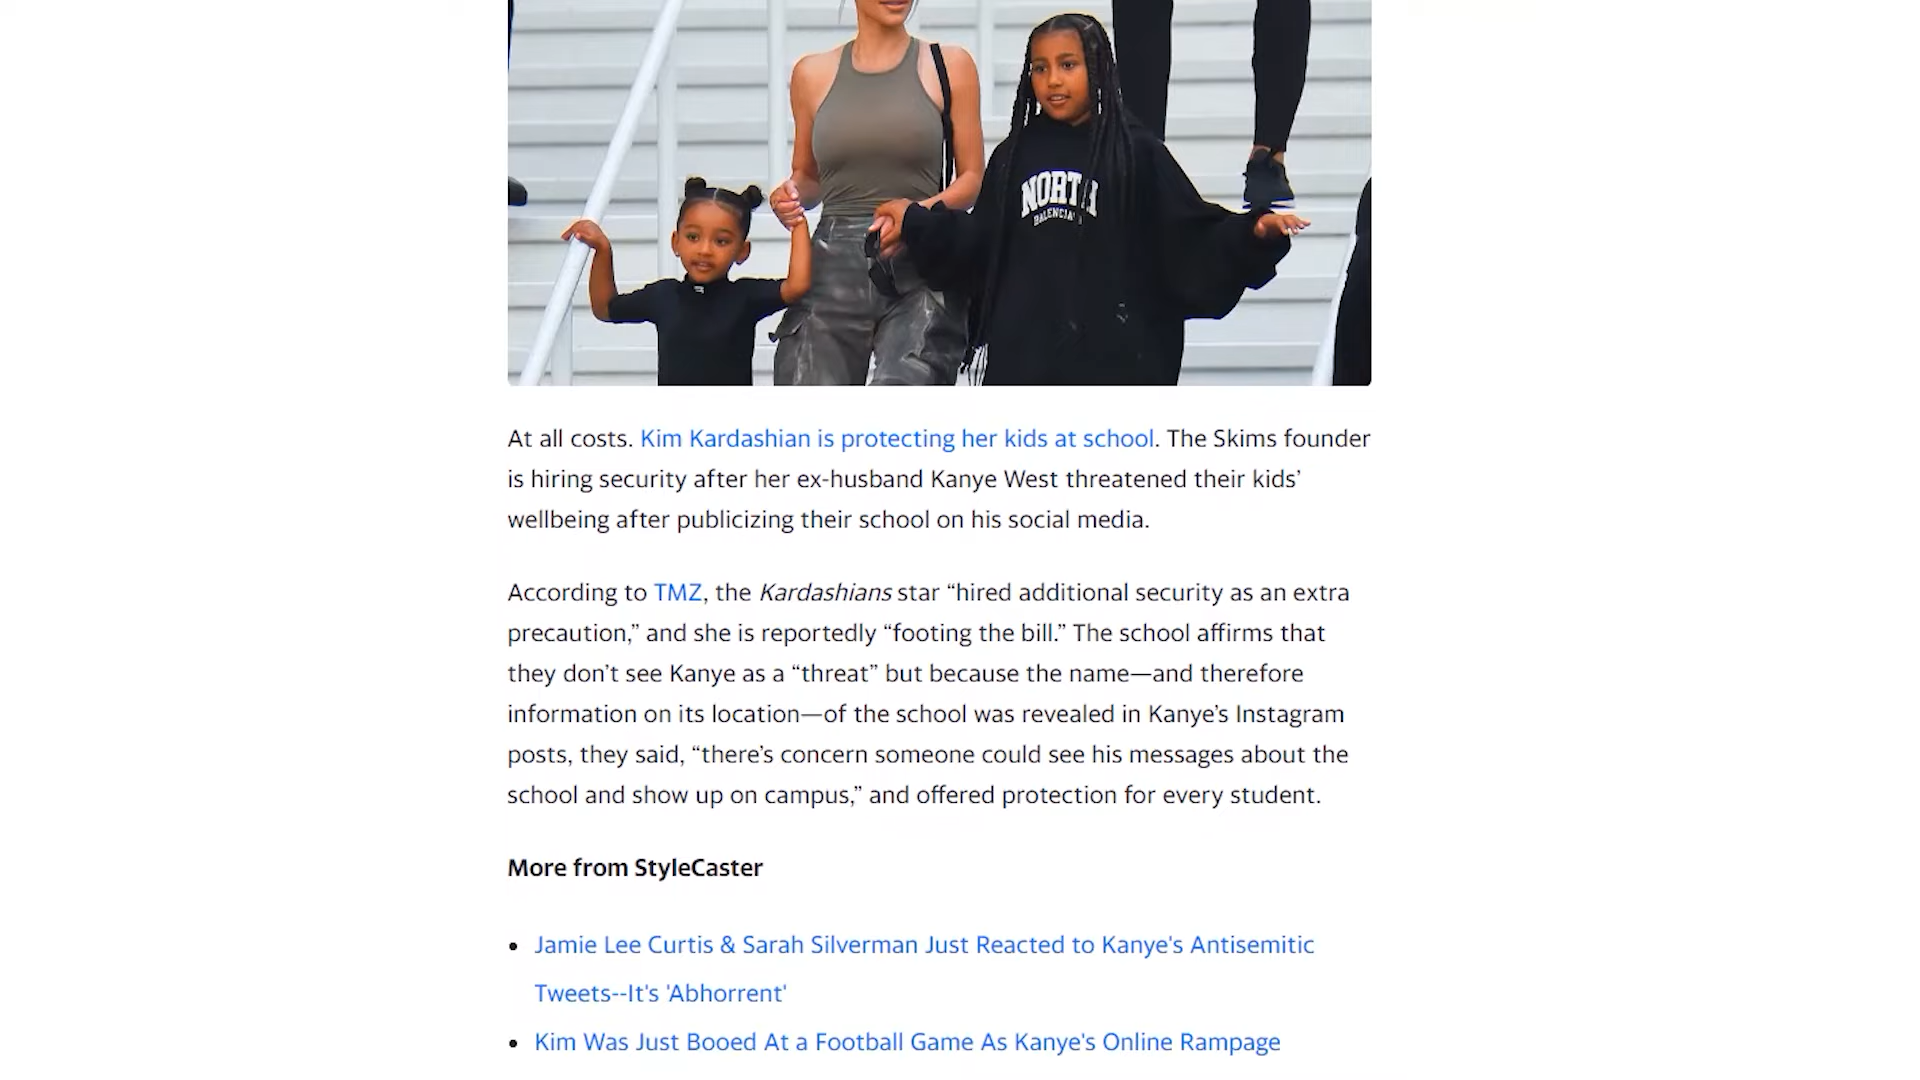 NORTH
BALENCIAGA
At all costs. Kim Kardashian is protecting her kids at school. The Skims founder
is hiring security after her ex-husband Kanye West threatened their kids’
wellbeing after publicizing their school on his social media.
According to TMZ, the Kardashians star “hired additional security as an extra
precaution,” and she is reportedly “footing the bill.” The school affirms that
they don’t see Kanye as a “threat” but because the name—and therefore
information on its location—of the school was revealed in Kanye’s Instagram
posts, they said, “there’s concern someone could see his messages about the
school and show up on campus,” and offered protection for every student.
More from StyleCaster
• Jamie Lee Curtis & Sarah Silverman Just Reacted to Kanye's Antisemitic
Tweets--It's 'Abhorrent'
• Kim Was Just Booed At a Football Game As Kanye's Online Rampage